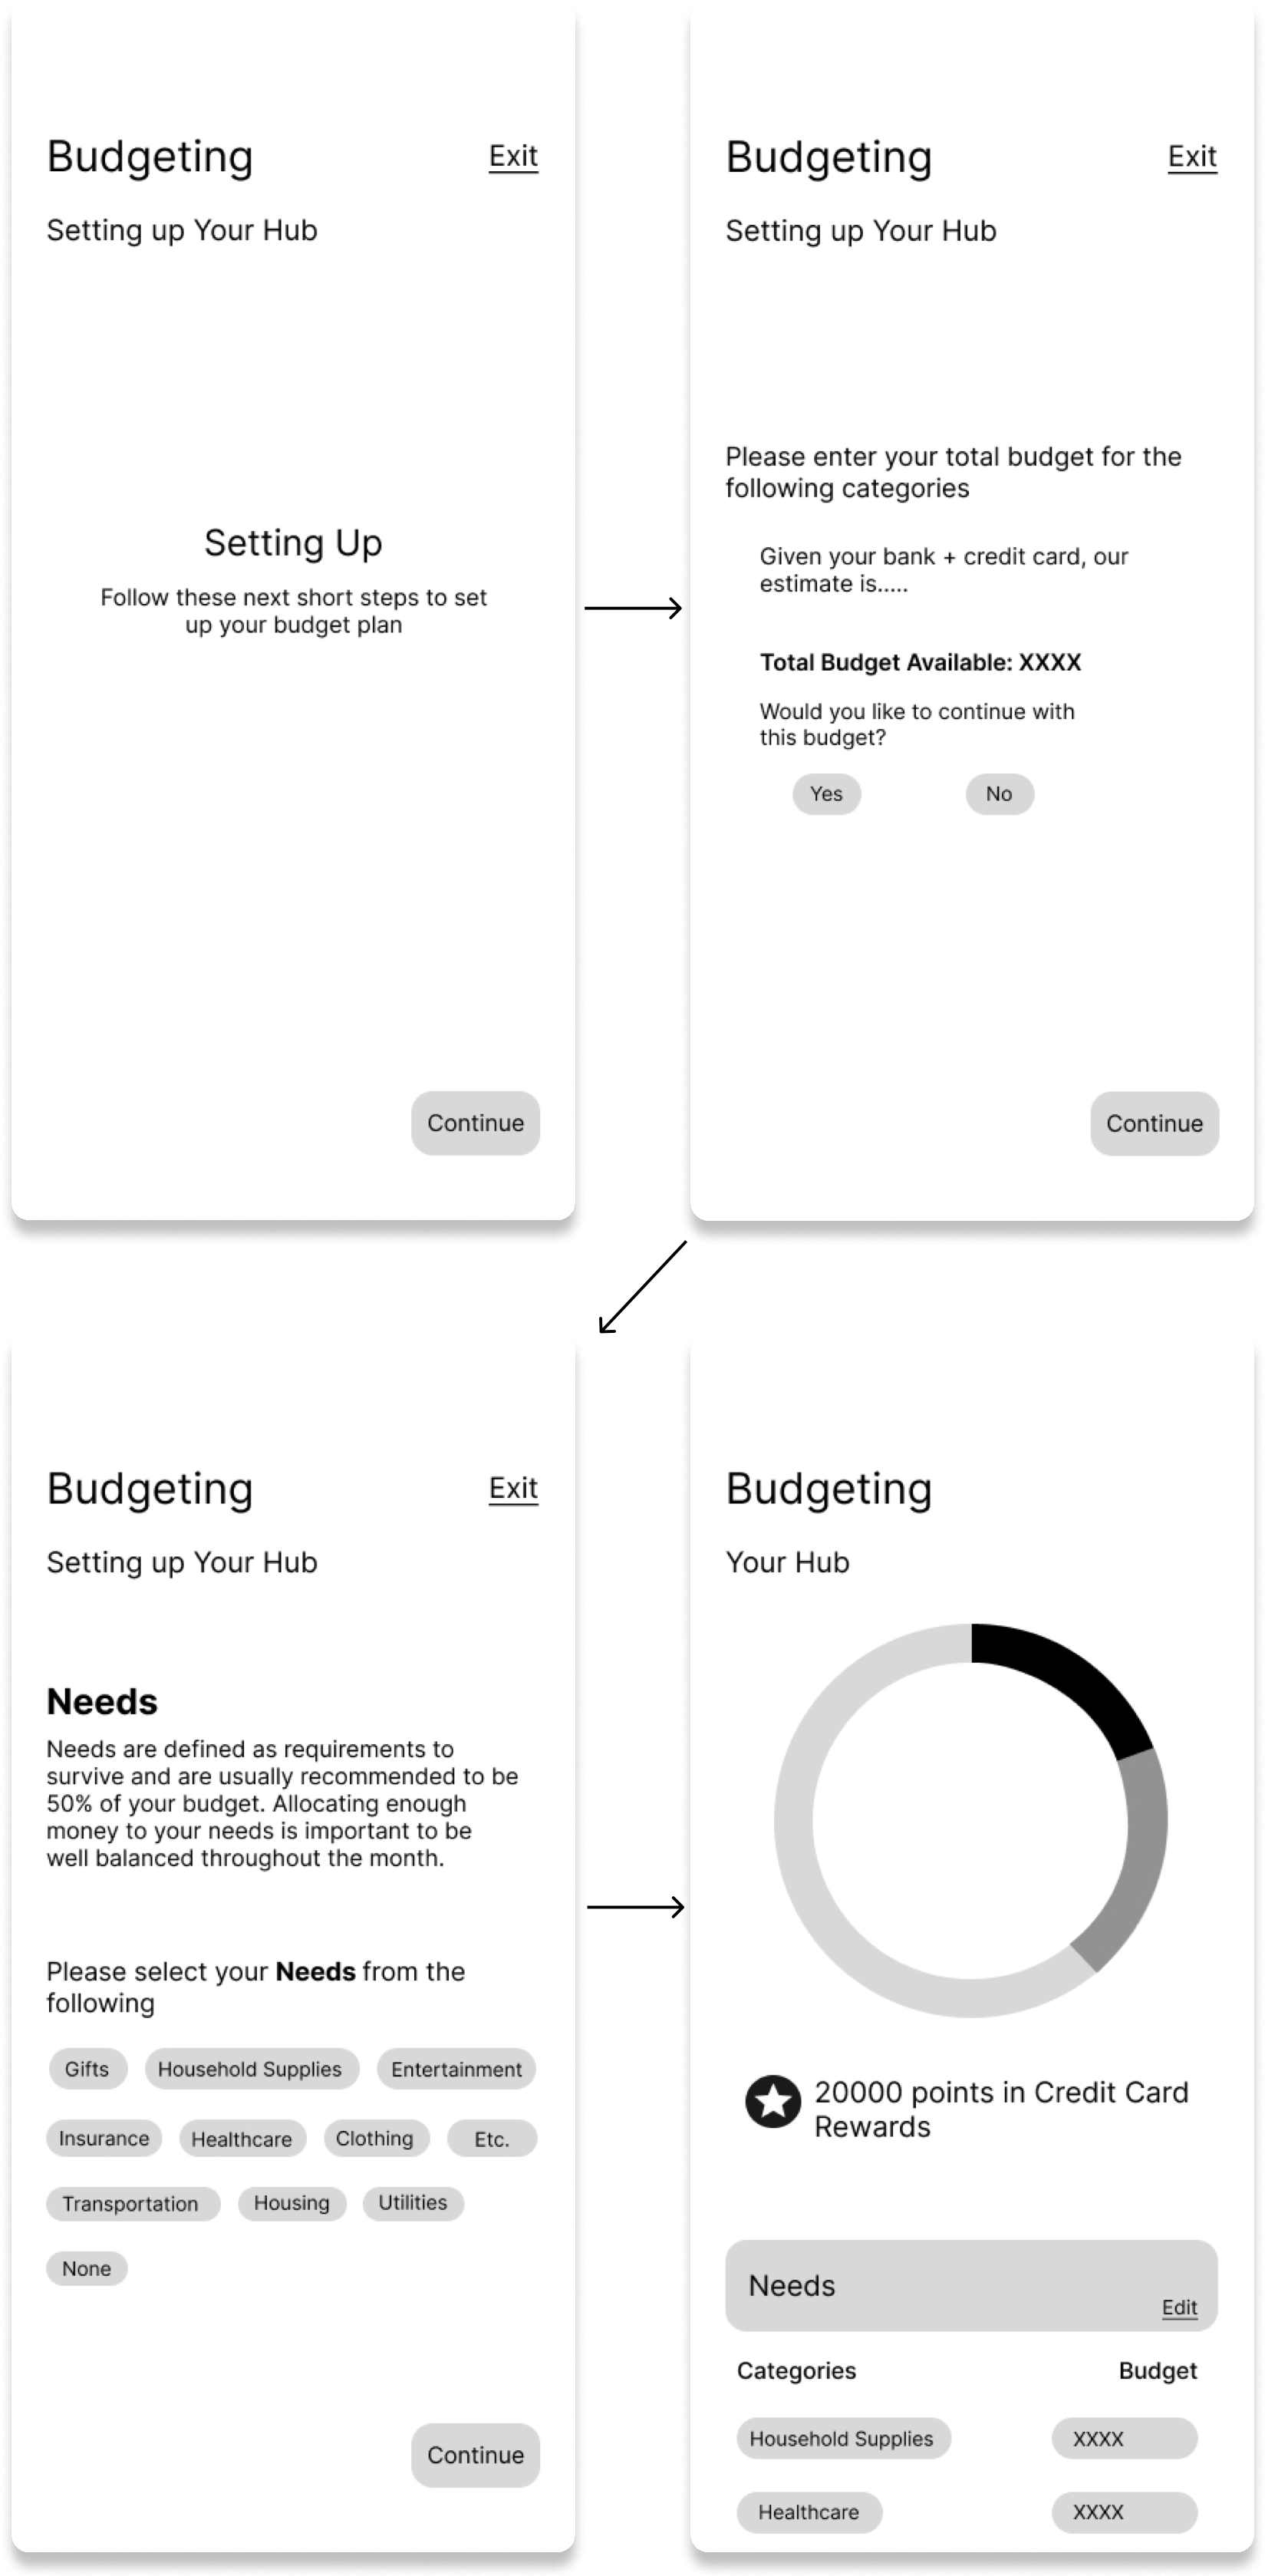 Budgeting
Exit
Setting up Your Hub
Setting Up
Follow these next short steps to set
up your budget plan
Continue
Budgeting
Exit
Setting up Your Hub
Please enter your total budget for the
following categories
Given your bank + credit card, our
estimate is.....
Total Budget Available: XXXX
Would you like to continue with
this budget?
Yes
No
Continue
Budgeting
Exit
Setting up Your Hub
Needs
Needs are defined as requirements to
survive and are usually recommended to be
50% of your budget. Allocating enough
money to your needs is important to be
well balanced throughout the month.
Please select your Needs from the
following
Gifts
Household Supplies
Entertainment
Insurance
Healthcare
Clothing
Etc.
Transportation
Housing
Utilities
None
Continue
Budgeting
Your Hub
20000 points in Credit Card
Rewards
Needs
Edit
Categories
Budget
Household Supplies
XXXX
Healthcare
XXXX